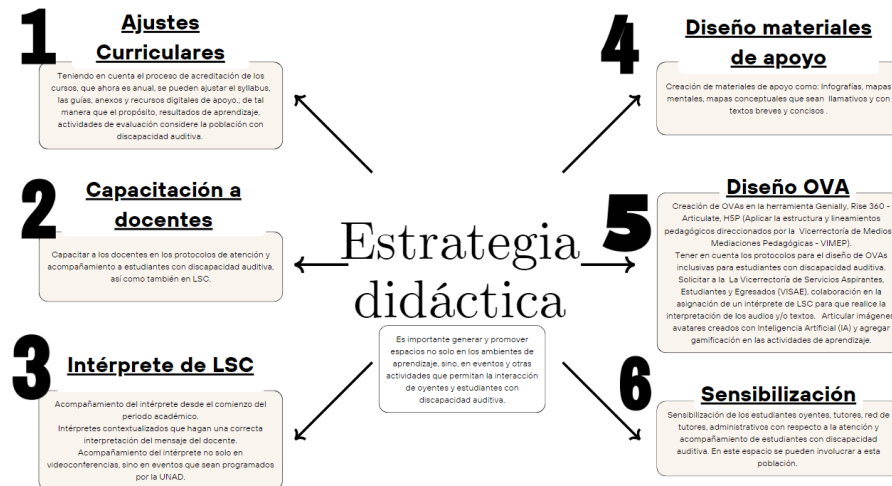 1
Ajustes
Curriculares
Teniendo en cuenta el proceso de acreditación de los
cursos, que ahora es anual, se pueden ajustar el syllabus,
las guías, anexos y recursos digitales de apoyo.; de tal
manera que el propósito, resultados de aprendizaje,
actividades de evaluación considere la población con
discapacidad auditiva.
2
Capacitación a
docentes
Capacitar a los docentes en los protocolos de atención y
acompañamiento a estudiantes con discapacidad auditiva,
así como también en LSC.
3
Intérprete de LSC
Acompañamiento del intérprete desde el comienzo del
periodo académico.
Intérpretes contextualizados que hagan una correcta
interpretación del mensaje del docente.
Acompañamiento del intérprete no solo en
videoconferencias, sino en eventos que sean programados
por la UNAD.
Estrategia
didáctica
Es importante generar y promover
espacios no solo en los ambientes de
aprendizaje, sino, en eventos y otras
actividades que permitan la interacción
de oyentes y estudiantes con
discapacidad auditiva.
4
Diseño materiales
de apoyo
Creación de materiales de apoyo como: Infografías, mapas
mentales, mapas conceptuales que sean llamativos y con
textos breves y concisos .
5
Diseño OVA
Creación de OVAs en la herramienta Genially, Rise 360 -
Articulate, H5P (Aplicar la estructura y lineamientos
pedagógicos direccionados por la Vicerrectoría de Medios
Mediaciones Pedagógicas - VIMEP).
Tener en cuenta los protocolos para el diseño de OVAs
inclusivas para estudiantes con discapacidad auditiva.
Solicitar a la La Vicerrectoría de Servicios Aspirantes,
Estudiantes y Egresados (VISAE), colaboración en la
asignación de un intérprete de LSC para que realice la
interpretación de los audios y/o textos. Articular imágenes
avatares creados con Inteligencia Artificial (IA) y agregar
gamificación en las actividades de aprendizaje.
6
Sensibilización
Sensibilización de los estudiantes oyentes, tutores, red de
tutores, administrativos con respecto a la atención y
acompañamiento de estudiantes con discapacidad
auditiva. En este espacio se pueden involucrar a esta
población.